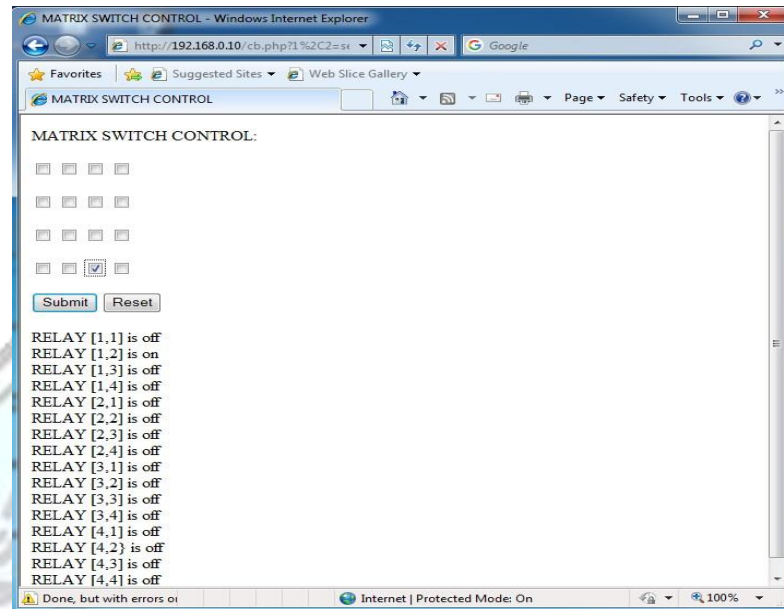 MATRIX SWITCH CONTROL - Windows Internet Explorer
http://192.168.0.10/cb.php?1%2C2=se
Google
Favorites Suggested Sites Web Slice Gallery
MATRIX SWITCH CONTROL Page Safety Tools
MATRIX SWITCH CONTROL:
Submit Reset
RELAY [1,1] is off
RELAY [1,2] is on
RELAY [1,3] is off
RELAY [1,4] is off
RELAY [2,1] is off
RELAY [2,2] is off
RELAY [2,3] is off
RELAY [2,4] is off
RELAY [3,1] is off
RELAY [3,2] is off
RELAY [3,3] is off
RELAY [3,4] is off
RELAY [4,1] is off
RELAY [4,2} is off
RELAY [4,3] is off
RELAY [4,4] is off
Done, but with errors Internet | Protected Mode: On 100%